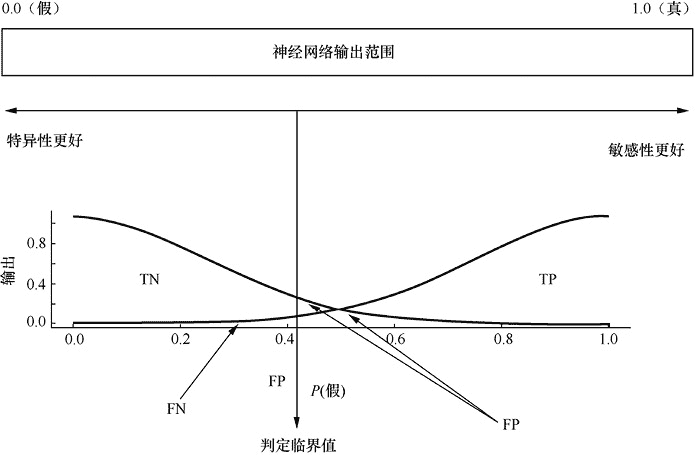 0.0（假）
1.0（真）
神经网络输出范围
特异性更好
敏感性更好
输出
0.8
0.4
0.0
TN
TP
0.0
0.2
0.4
0.6
0.8
1.0
FP
P(假)
FN
FP
判定临界值